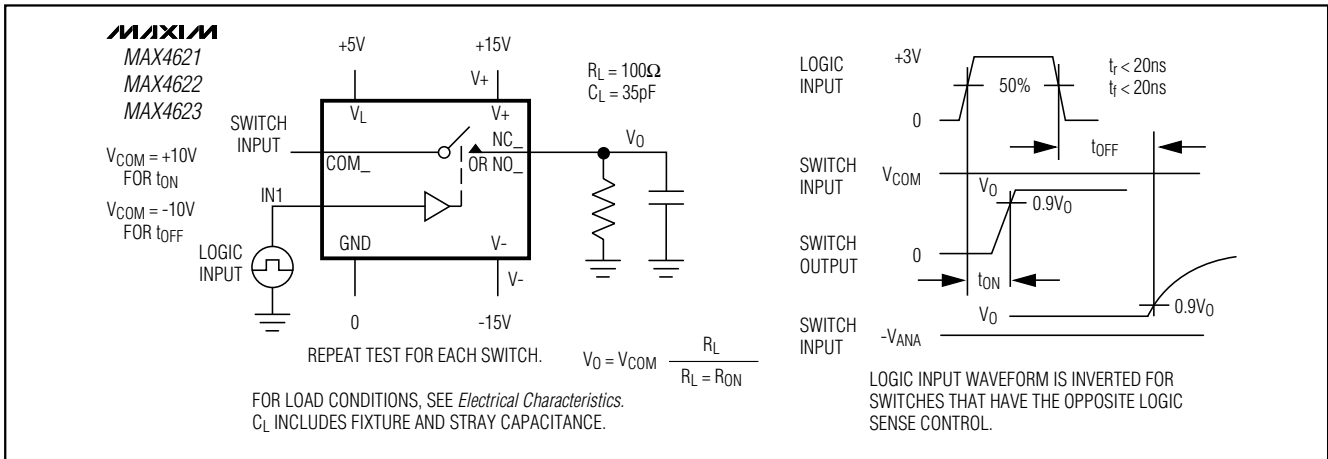 MAXIM
MAX4621
MAX4622
MAX4623
VCOM = +10V
FOR tON
VCOM = -10V
FOR tOFF
+5V
+15V
V+
VL
V+
SWITCH
INPUT
COM_
NC_
OR NO_
IN1
LOGIC
INPUT
GND
V-
V-
0
-15V
RL = 100Ω
CL = 35pF
VO
REPEAT TEST FOR EACH SWITCH.
VO = VCOM RL
RL = RON
FOR LOAD CONDITIONS, SEE Electrical Characteristics.
CL INCLUDES FIXTURE AND STRAY CAPACITANCE.
LOGIC
INPUT
+3V
0
50%
tr < 20ns
tf < 20ns
tOFF
SWITCH
INPUT
VCOM
VO
0.9VO
SWITCH
OUTPUT
0
tON
VO
0.9VO
SWITCH
INPUT
-VANA
LOGIC INPUT WAVEFORM IS INVERTED FOR
SWITCHES THAT HAVE THE OPPOSITE LOGIC
SENSE CONTROL.